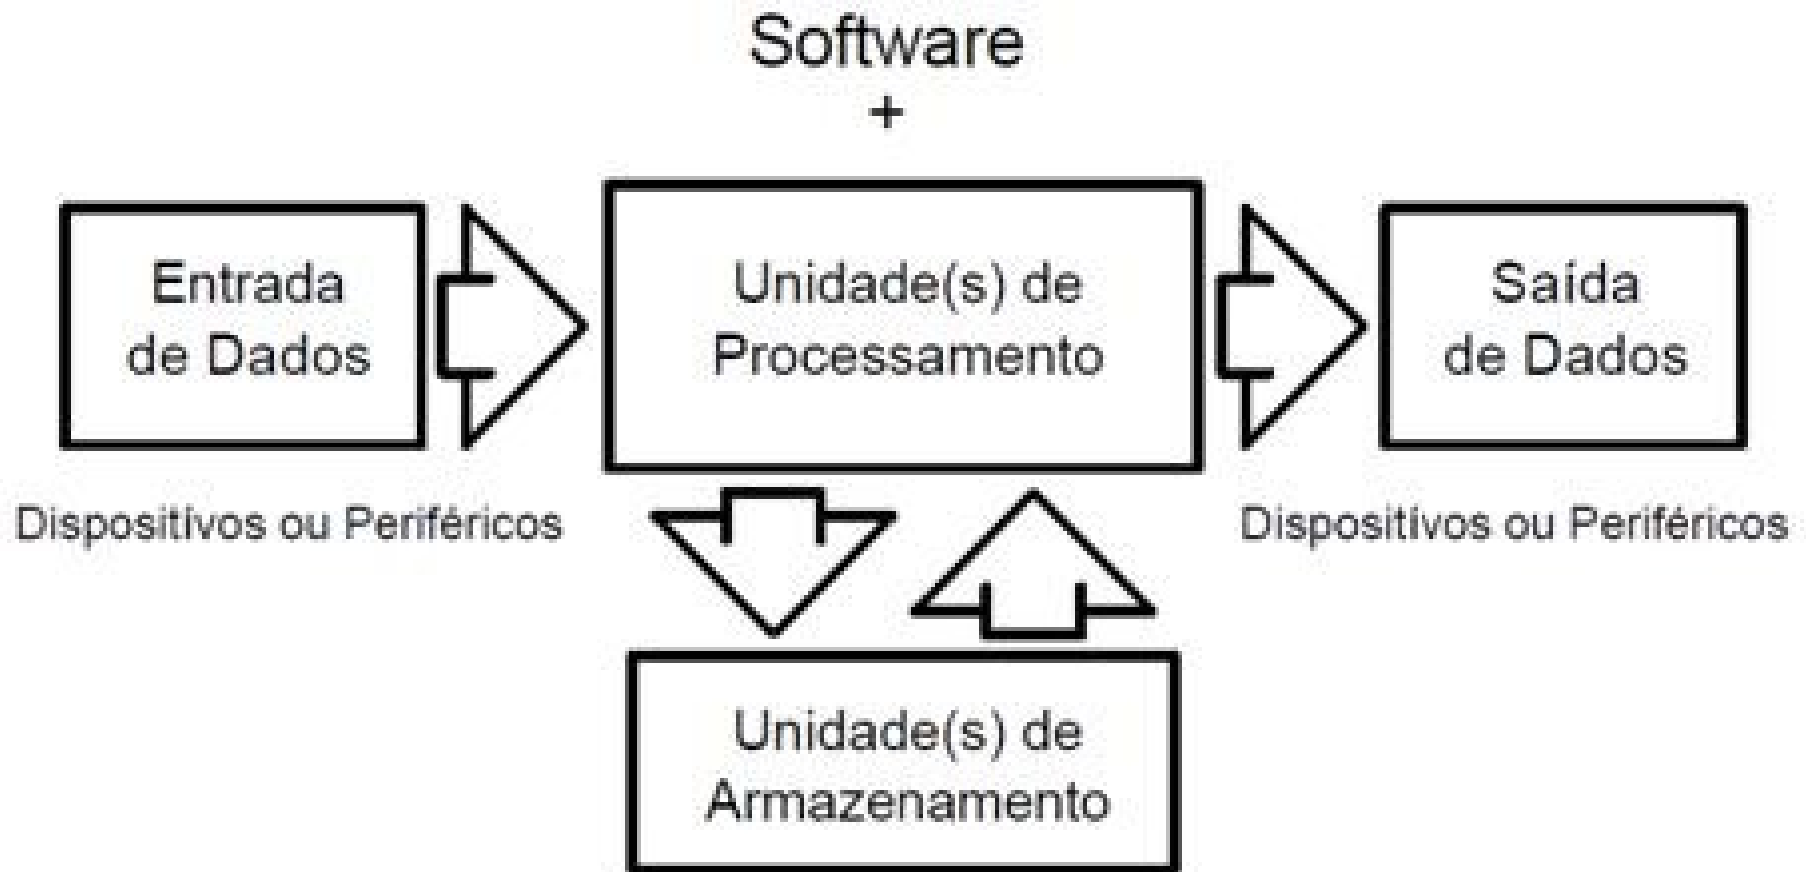 Software
+
Entrada
de Dados
Unidade(s) de
Processamento
Saída
de Dados
Dispositivos ou Periféricos
Dispositivos ou Periféricos
Unidade(s) de
Armazenamento